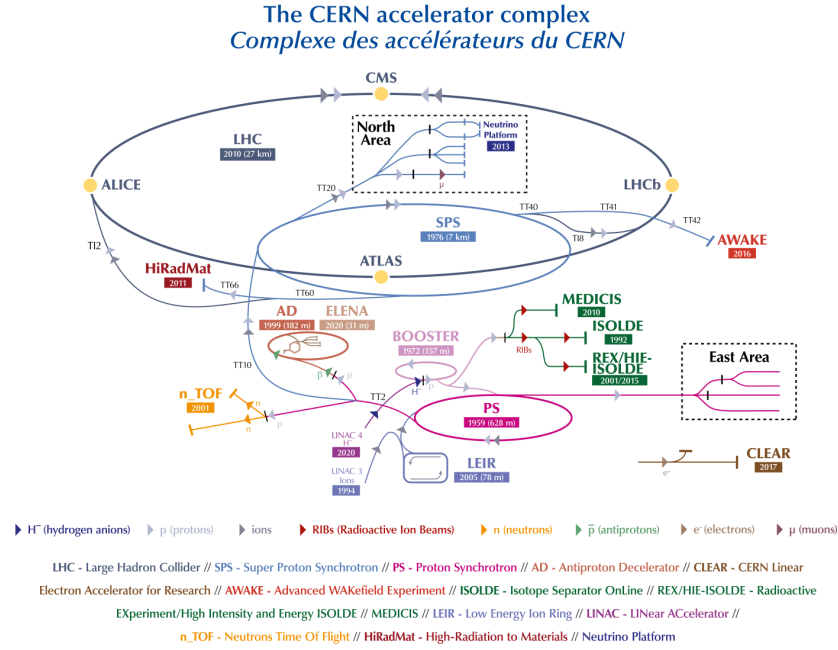 The CERN accelerator complex
Complexe des accélérateurs du CERN
CMS
North
Area
Neutrino
Platform
2013
LHC
2010 (27 km)
μ
ALICE
LHCb
TT20
TT40
TT41
SPS
1976 (7 km)
TT42
TI8
TI2
AWAKE
2016
ATLAS
HiRadMat
2011
TT66
TT60
AD
1999 (182 m)
ELENA
2020 (31 m)
MEDICIS
2010
BOOSTER
1972 (157 m)
ISOLDE
1992
RIBs
REX/HIE-
ISOLDE
2001/2015
East Area
TT10
p
p
p
H⁻
n_TOF
2001
n
n
p
TT2
PS
1959 (628 m)
LINAC 4
H⁻
2020
LINAC 3
Ions
1994
LEIR
2005 (78 m)
CLEAR
2017
e⁻
H⁻ (hydrogen anions)
p (protons)
ions
RIBs (Radioactive Ion Beams)
n (neutrons)
p̅ (antiprotons)
e⁻(electrons)
μ (muons)
LHC - Large Hadron Collider // SPS - Super Proton Synchrotron // PS - Proton Synchrotron // AD - Antiproton Decelerator // CLEAR - CERN Linear
Electron Accelerator for Research // AWAKE - Advanced WAKefield Experiment // ISOLDE - Isotope Separator OnLine // REX/HIE-ISOLDE - Radioactive
EXperiment/High Intensity and Energy ISOLDE // MEDICIS // LEIR - Low Energy Ion Ring // LINAC - LINear ACcelerator //
n_TOF - Neutrons Time Of Flight // HiRadMat - High-Radiation to Materials // Neutrino Platform